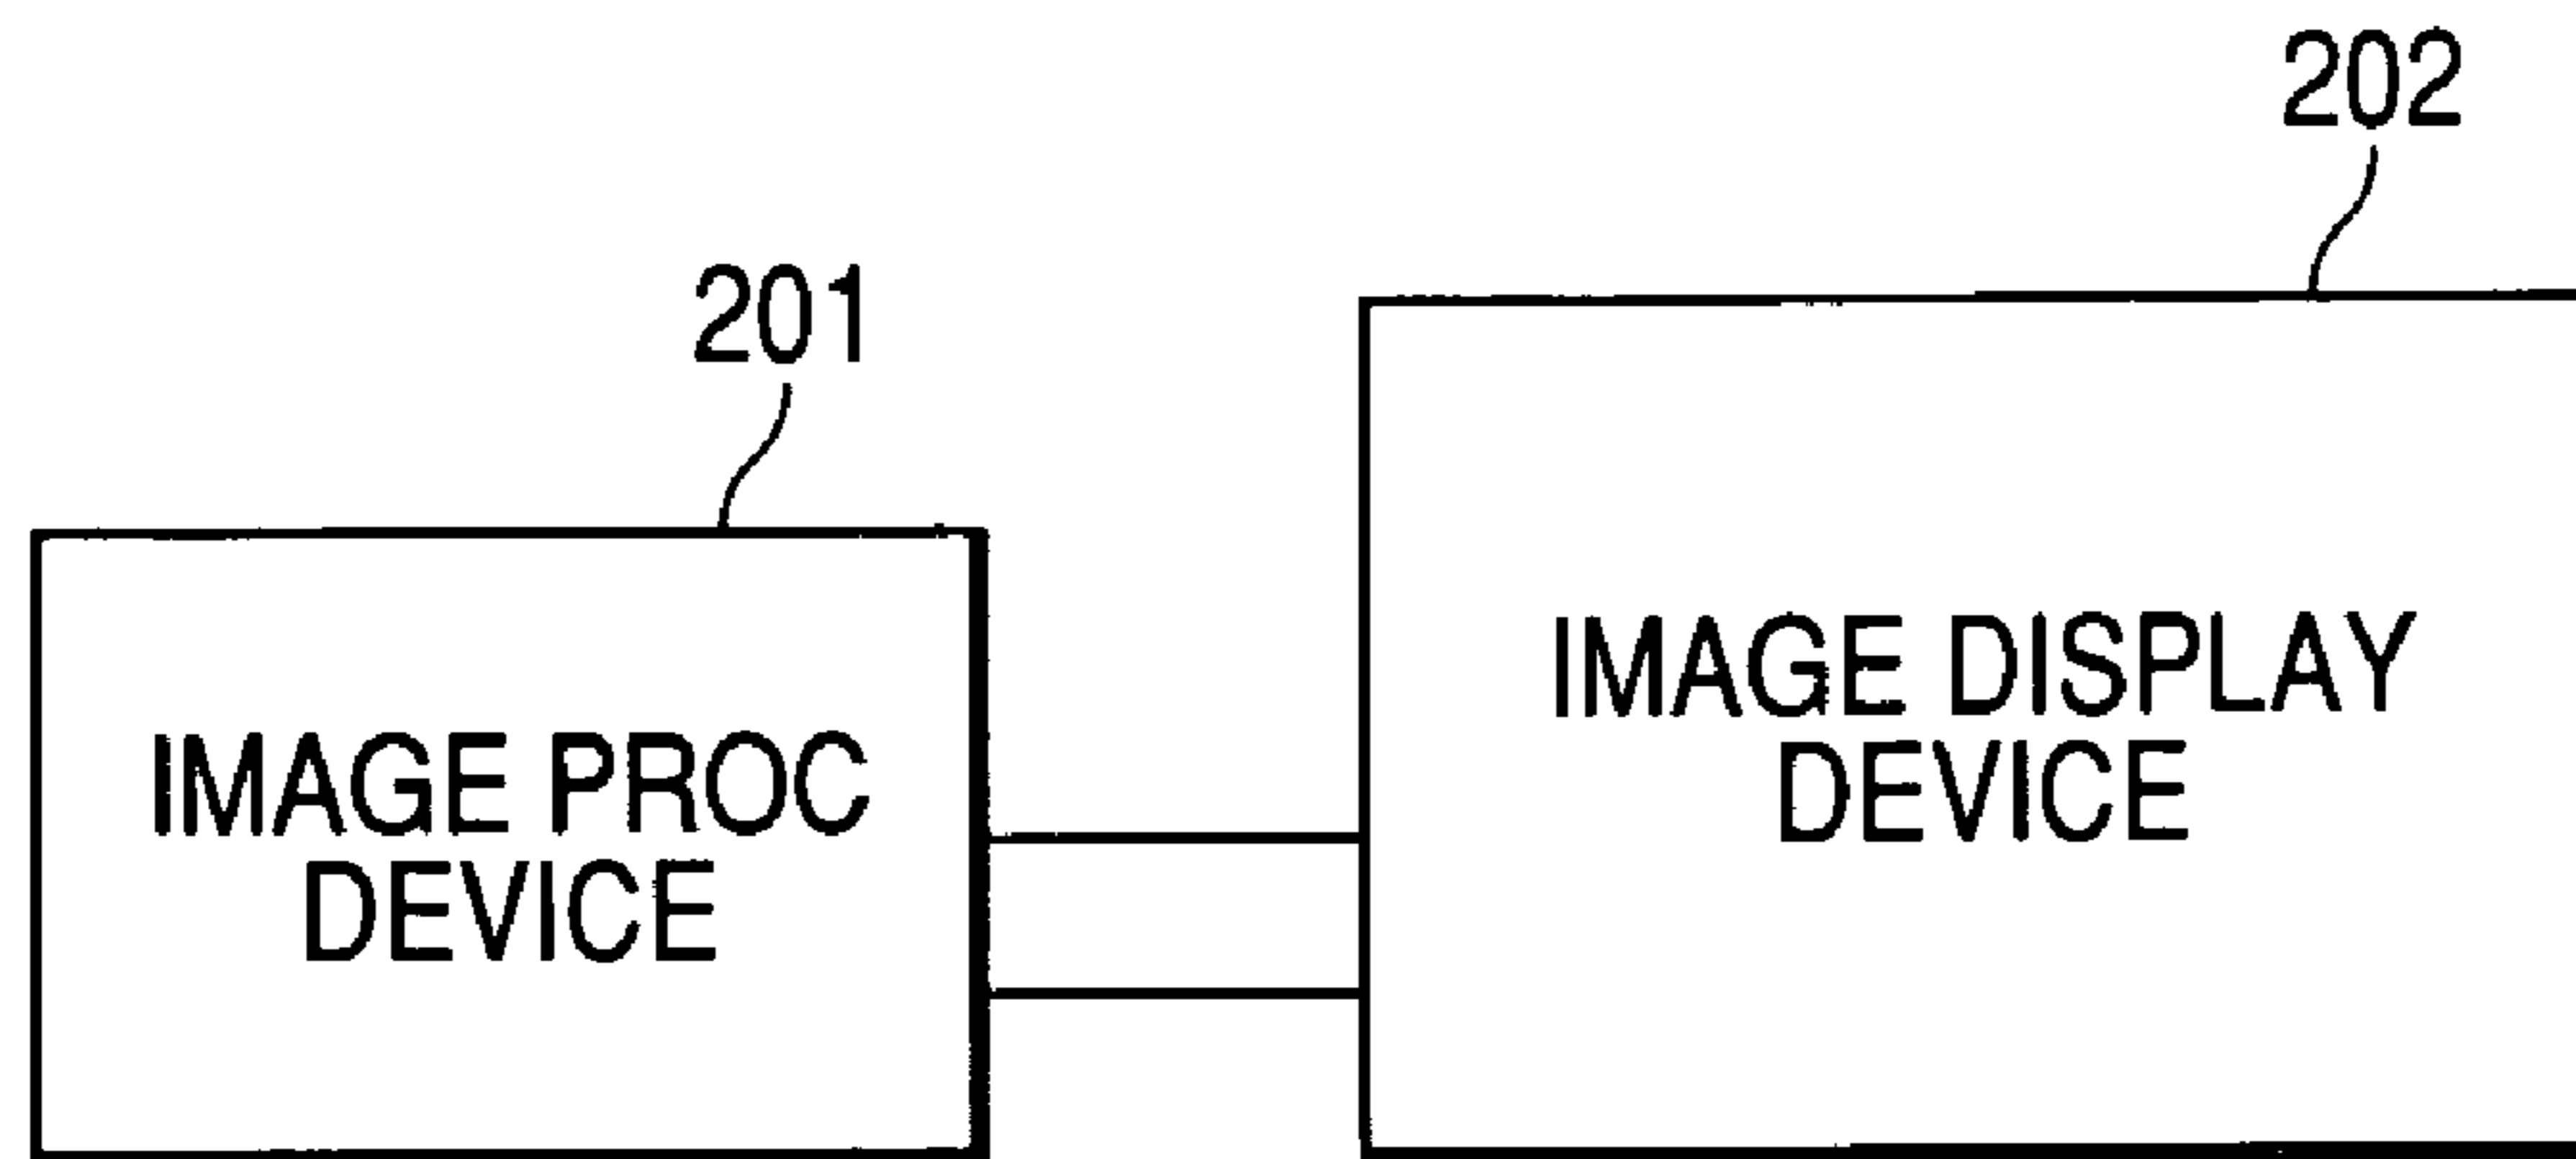 202
201
IMAGE DISPLAY
DEVICE
IMAGE PROC
DEVICE